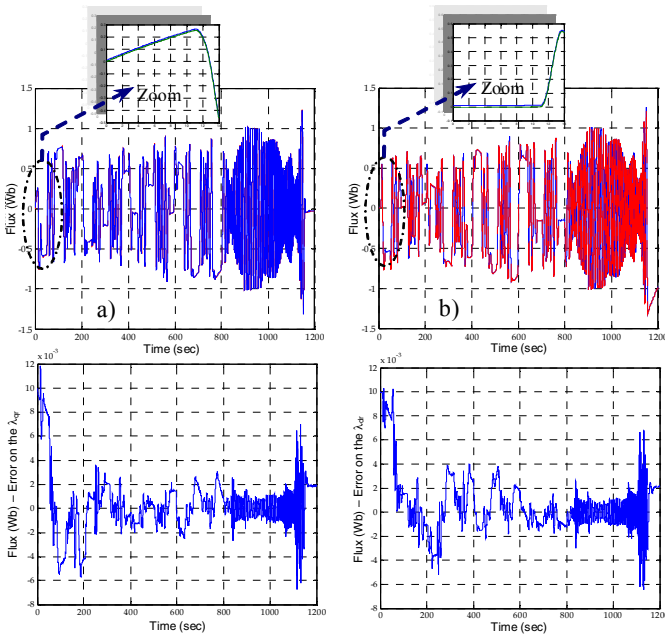 Zoom
Zoom
1.5
1
0.5
0
-0.5
-1
-1.5
Flux (Wb)
a)
0 200 400 600 800 1000 1200
Time (sec)
1.5
1
0.5
0
-0.5
-1
-1.5
Flux (Wb)
b)
0 200 400 600 800 1000 1200
Time (sec)
x 10-3
12
10
8
6
4
2
0
-2
-4
-6
-8
Flux (Wb) – Error on the λqr
0 200 400 600 800 1000 1200
Time (sec)
x 10-3
12
10
8
6
4
2
0
-2
-4
-6
-8
Flux (Wb) – Error on the λdr
0 200 400 600 800 1000 1200
Time (sec)